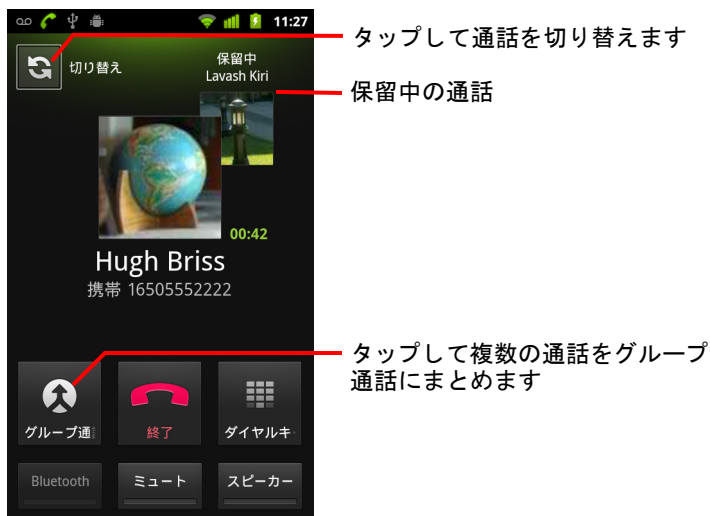 11:27
切り替え
保留中
Lavash Kiri
00:42
Hugh Briss
携帯 16505552222
グループ通
終了
ダイヤルキ
Bluetooth
ミュート
スピーカー
タップして通話を切り替えます
保留中の通話
タップして複数の通話をグループ
通話にまとめます